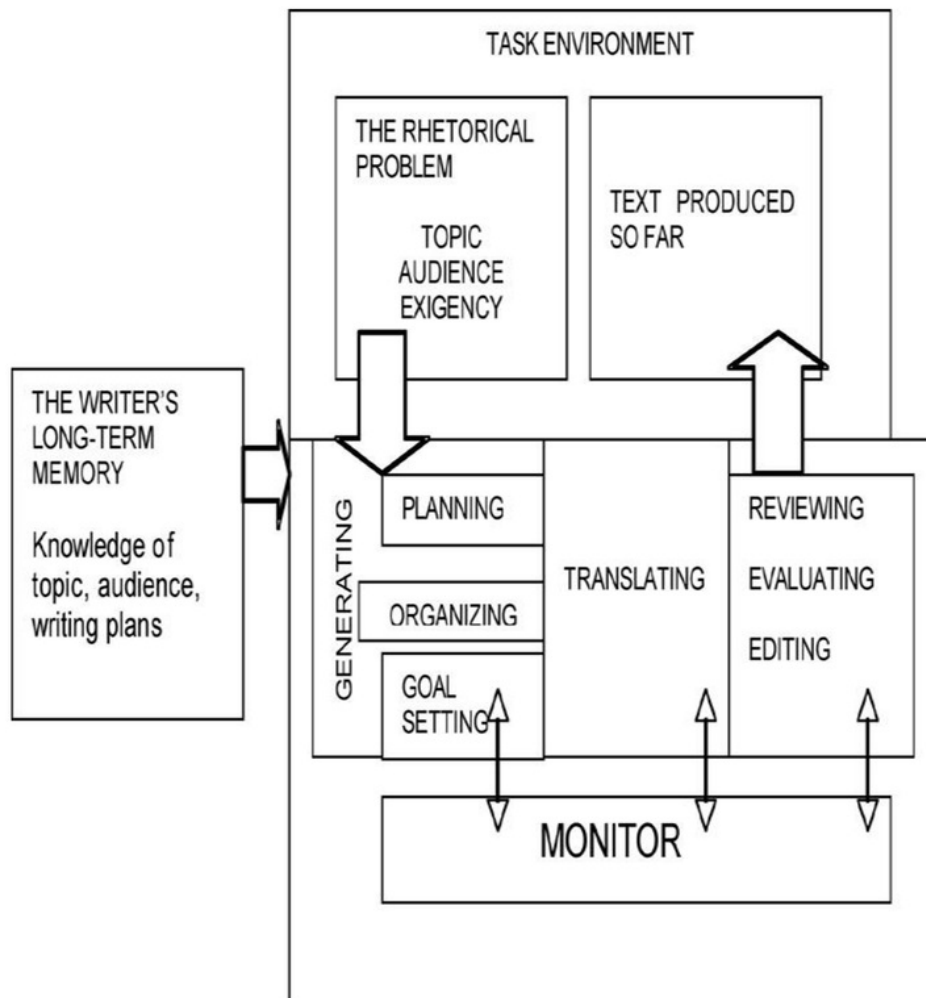 TASK ENVIRONMENT
THE RHETORICAL
PROBLEM
TOPIC
AUDIENCE
EXIGENCY
TEXT PRODUCED
SO FAR
THE WRITER'S
LONG-TERM
MEMORY
Knowledge of
topic, audience,
writing plans
GENERATING
PLANNING
ORGANIZING
GOAL
SETTING
TRANSLATING
REVIEWING
EVALUATING
EDITING
MONITOR